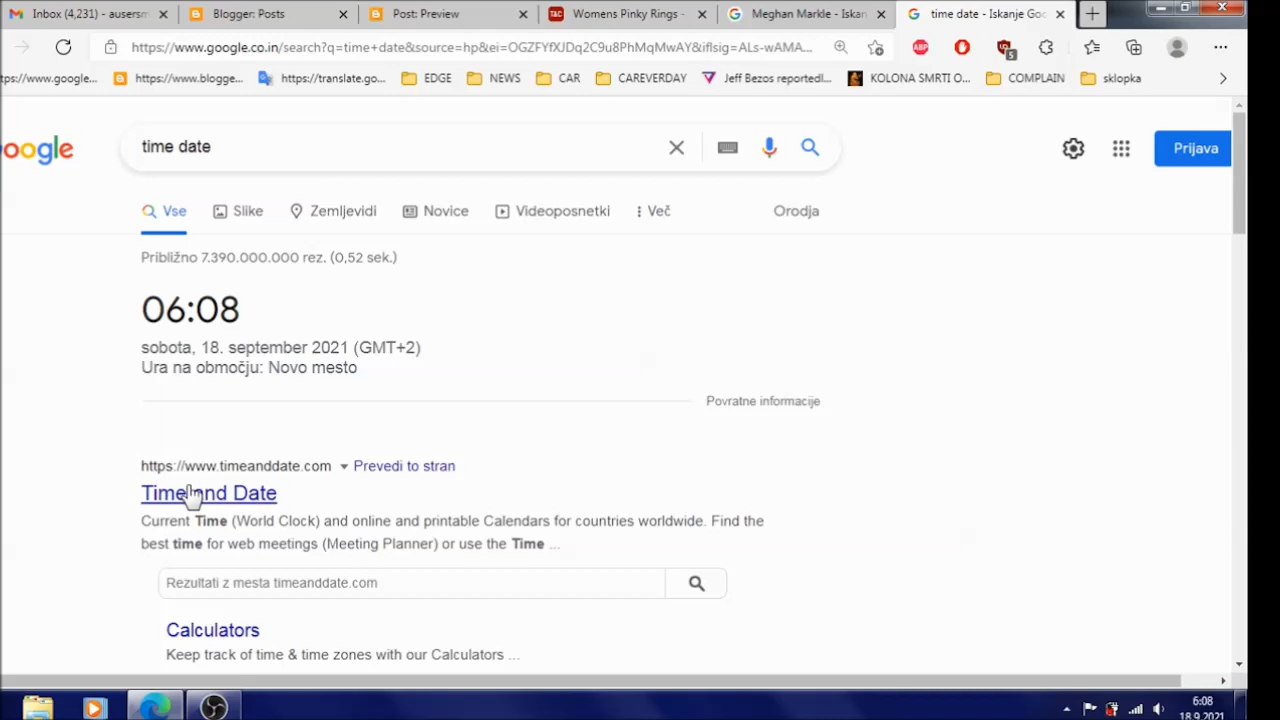 Inbox (4,231) - ausersm
Blogger: Posts
Post: Preview
Womens Pinky Rings -
Meghan Markle - Iskan
time date - Iskanje Goo
https://www.google.co.in/search?q=time+date&source=hp&ei=OGZFYfXJDq2C9u8PhMqMwAY&iflsig=ALs-wAMA...
ABP
5
ttps://www.google...
https://www.blogge...
https://translate.go...
EDGE
NEWS
CAR
CAREVERDAY
Jeff Bezos reportedl...
KOLONA SMRTI O...
COMPLAIN
sklopka
oogle
time date
Prijava
Vse
Slike
Zemljevidi
Novice
Videoposnetki
Več
Orodja
Približno 7.390.000.000 rez. (0,52 sek.)
06:08
sobota, 18. september 2021 (GMT+2)
Ura na območju: Novo mesto
Povratne informacije
https://www.timeanddate.com
Prevedi to stran
Time and Date
Current Time (World Clock) and online and printable Calendars for countries worldwide. Find the
best time for web meetings (Meeting Planner) or use the Time ...
Rezultati z mesta timeanddate.com
Calculators
Keep track of time & time zones with our Calculators ...
6:08
18.9.2021